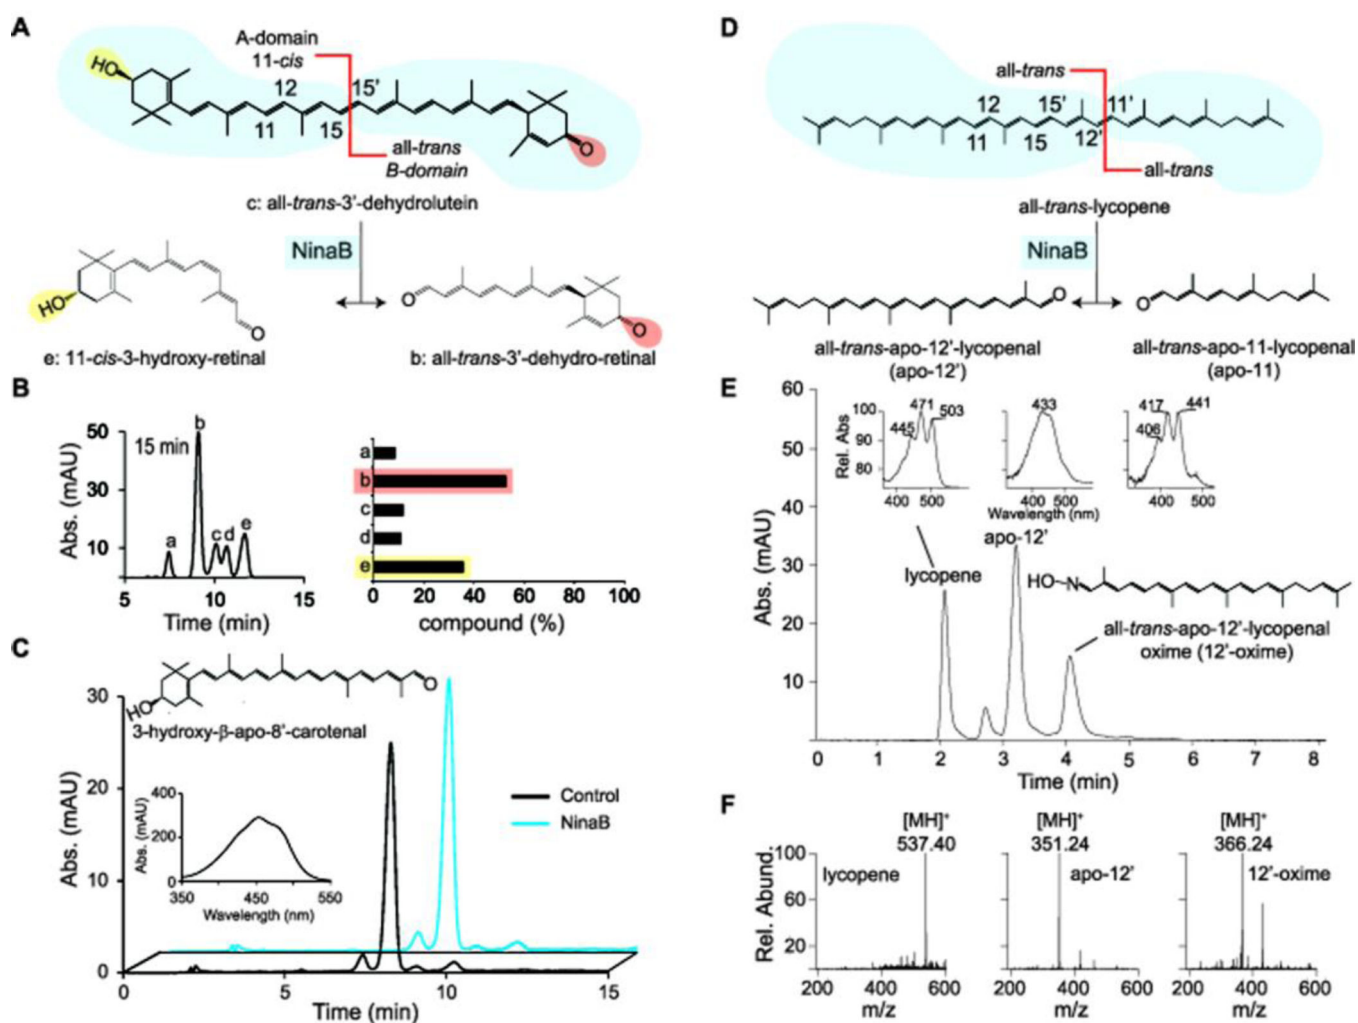 A
HO
A-domain
11-cis
12
15'
11
15
all-trans
B-domain
O
c: all-trans-3'-dehydrolutein
NinaB
HO
O
e: 11-cis-3-hydroxy-retinal
O
O
b: all-trans-3'-dehydro-retinal
B
50
30
10
Abs. (mAU)
15 min
a
b
c
d
e
5
10
15
Time (min)
a
b
c
d
e
0
20
40
60
80
100
compound (%)
C
30
20
10
0
Abs. (mAU)
HO
O
3-hydroxy-β-apo-8'-carotenal
400
200
0
Abs. (mAU)
350
450
550
Wavelength (nm)
Control
NinaB
0
5
10
15
Time (min)
D
all-trans
12
15'
11'
11
15
12'
all-trans
all-trans-lycopene
NinaB
O
all-trans-apo-12'-lycopenal
(apo-12')
O
all-trans-apo-11-lycopenal
(apo-11)
E
60
50
40
30
20
10
Abs. (mAU)
100
90
80
Rel. Abs
445
471
503
400
500
433
400
500
Wavelength (nm)
417
441
406
400
500
lycopene
apo-12'
HO
N
all-trans-apo-12'-lycopenal
oxime (12'-oxime)
0
1
2
3
4
5
6
7
8
Time (min)
F
100
60
20
Rel. Abund.
[MH]+
537.40
lycopene
200
400
600
m/z
[MH]+
351.24
apo-12'
200
400
600
m/z
[MH]+
366.24
12'-oxime
200
400
600
m/z